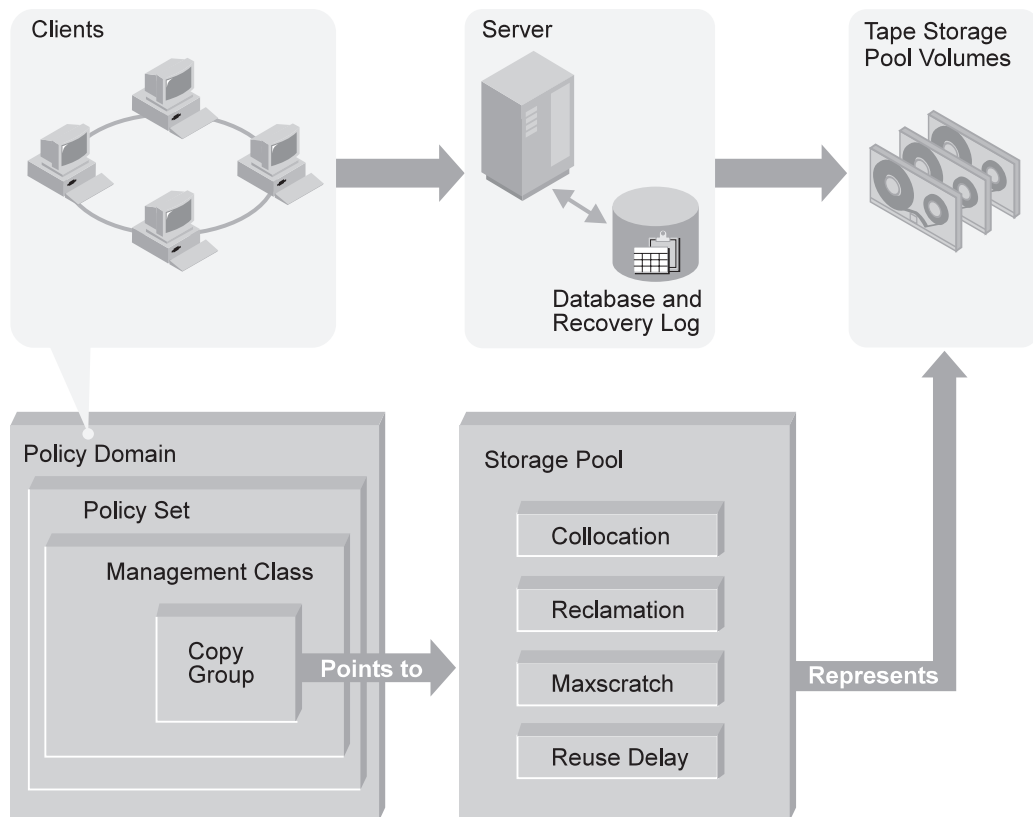 Clients
Server
Tape Storage
Pool Volumes
Database and
Recovery Log
Policy Domain
Policy Set
Management Class
Copy
Group
Points to
Storage Pool
Collocation
Reclamation
Maxscratch
Reuse Delay
Represents